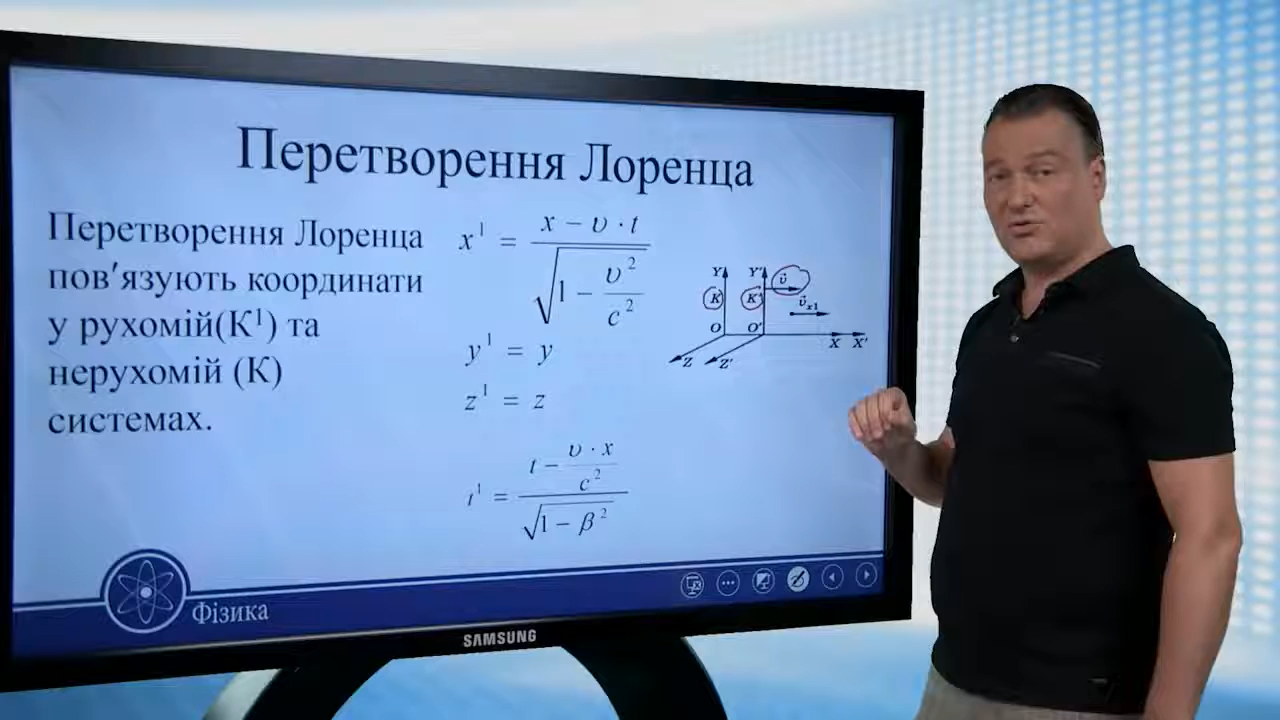 Перетворення Лоренца
Перетворення Лоренца
пов'язують координати
у рухомій(К¹) та
нерухомій (К)
системах.
x¹ = (x − υ · t) / √(1 − υ²/c²)
y¹ = y
z¹ = z
t¹ = (t − (υ · x)/c²) / √(1 − β²)
Y Y'
K K' υ⃗
υ⃗x1
O O' X X'
Z Z'
Фізика
SAMSUNG